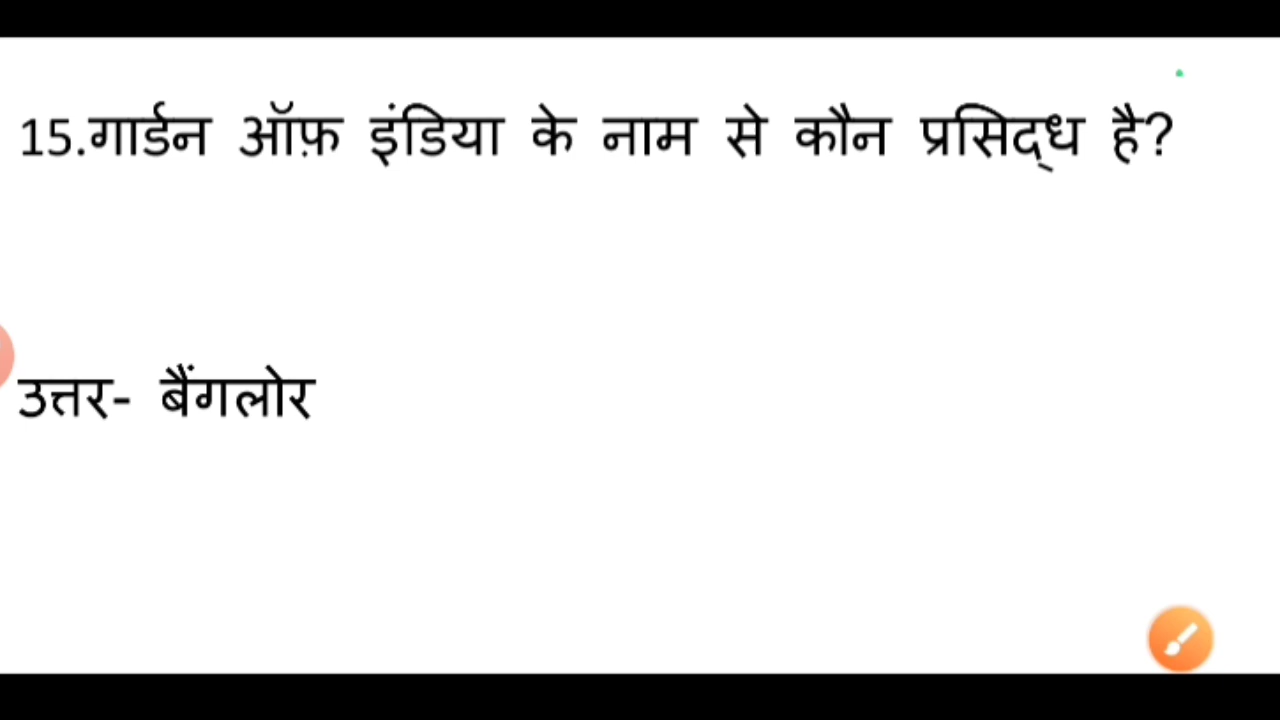 15.गार्डन ऑफ़ इंडिया के नाम से कौन प्रसिद्‌ध है?
उत्तर- बैंगलोर